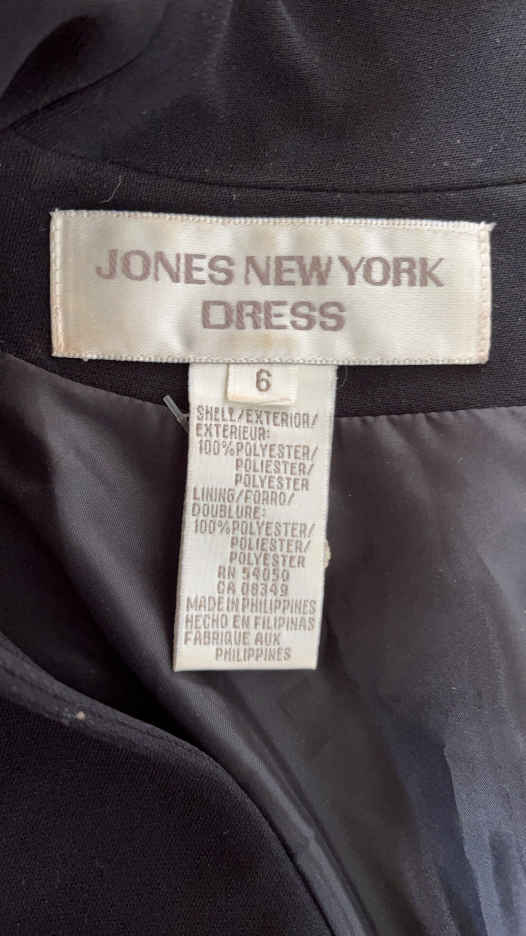 JONES NEW YORK
DRESS
6
SHELL/EXTERIOR/
EXTERIEUR:
100%POLYESTER/
POLIESTER/
POLYESTER
LINING/FORRO/
DOUBLURE:
100%POLYESTER/
POLIESTER/
POLYESTER
RN 54050
CA 08349
MADE IN PHILIPPINES
HECHO EN FILIPINAS
FABRIQUE AUX
PHILIPPINES